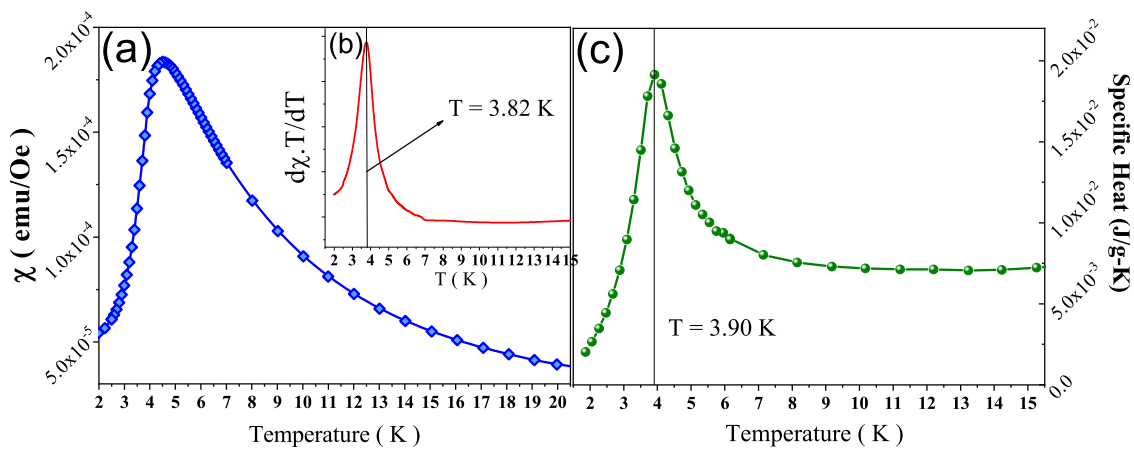 (a)
χ ( emu/Oe )
2.0x10⁻⁴
1.5x10⁻⁴
1.0x10⁻⁴
5.0x10⁻⁵
2 3 4 5 6 7 8 9 10 11 12 13 14 15 16 17 18 19 20
Temperature ( K )
(b)
dχ.T/dT
T = 3.82 K
2 3 4 5 6 7 8 9 10 11 12 13 14 15
T ( K )
(c)
T = 3.90 K
2 3 4 5 6 7 8 9 10 11 12 13 14 15
Temperature ( K )
2.0x10⁻²
1.5x10⁻²
1.0x10⁻²
5.0x10⁻³
0.0
Specific Heat (J/g-K)